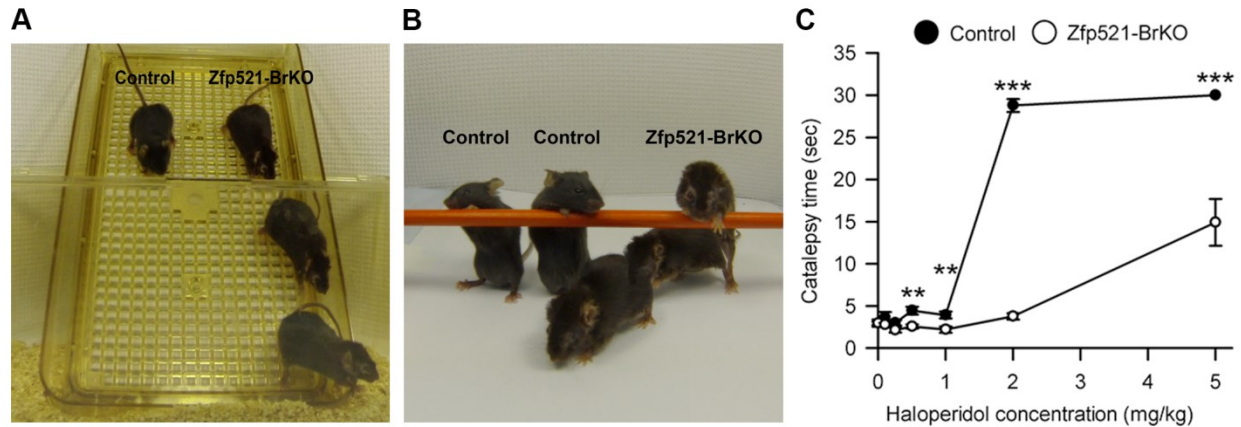 A
Control Zfp521-BrKO
B
Control Control Zfp521-BrKO
C
Control Zfp521-BrKO
Catalepsy time (sec)
35
30
25
20
15
10
5
0
** ** *** ***
0 1 2 3 4 5
Haloperidol concentration (mg/kg)